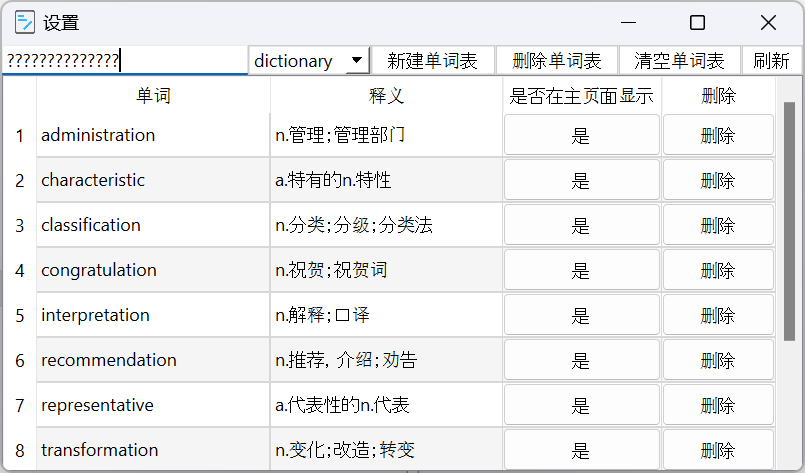 设置
?????????????? dictionary 新建单词表 删除单词表 清空单词表 刷新
单词 释义 是否在主页面显示 删除
1 administration n.管理;管理部门 是 删除
2 characteristic a.特有的n.特性 是 删除
3 classification n.分类;分级;分类法 是 删除
4 congratulation n.祝贺;祝贺词 是 删除
5 interpretation n.解释;口译 是 删除
6 recommendation n.推荐, 介绍;劝告 是 删除
7 representative a.代表性的n.代表 是 删除
8 transformation n.变化;改造;转变 是 删除